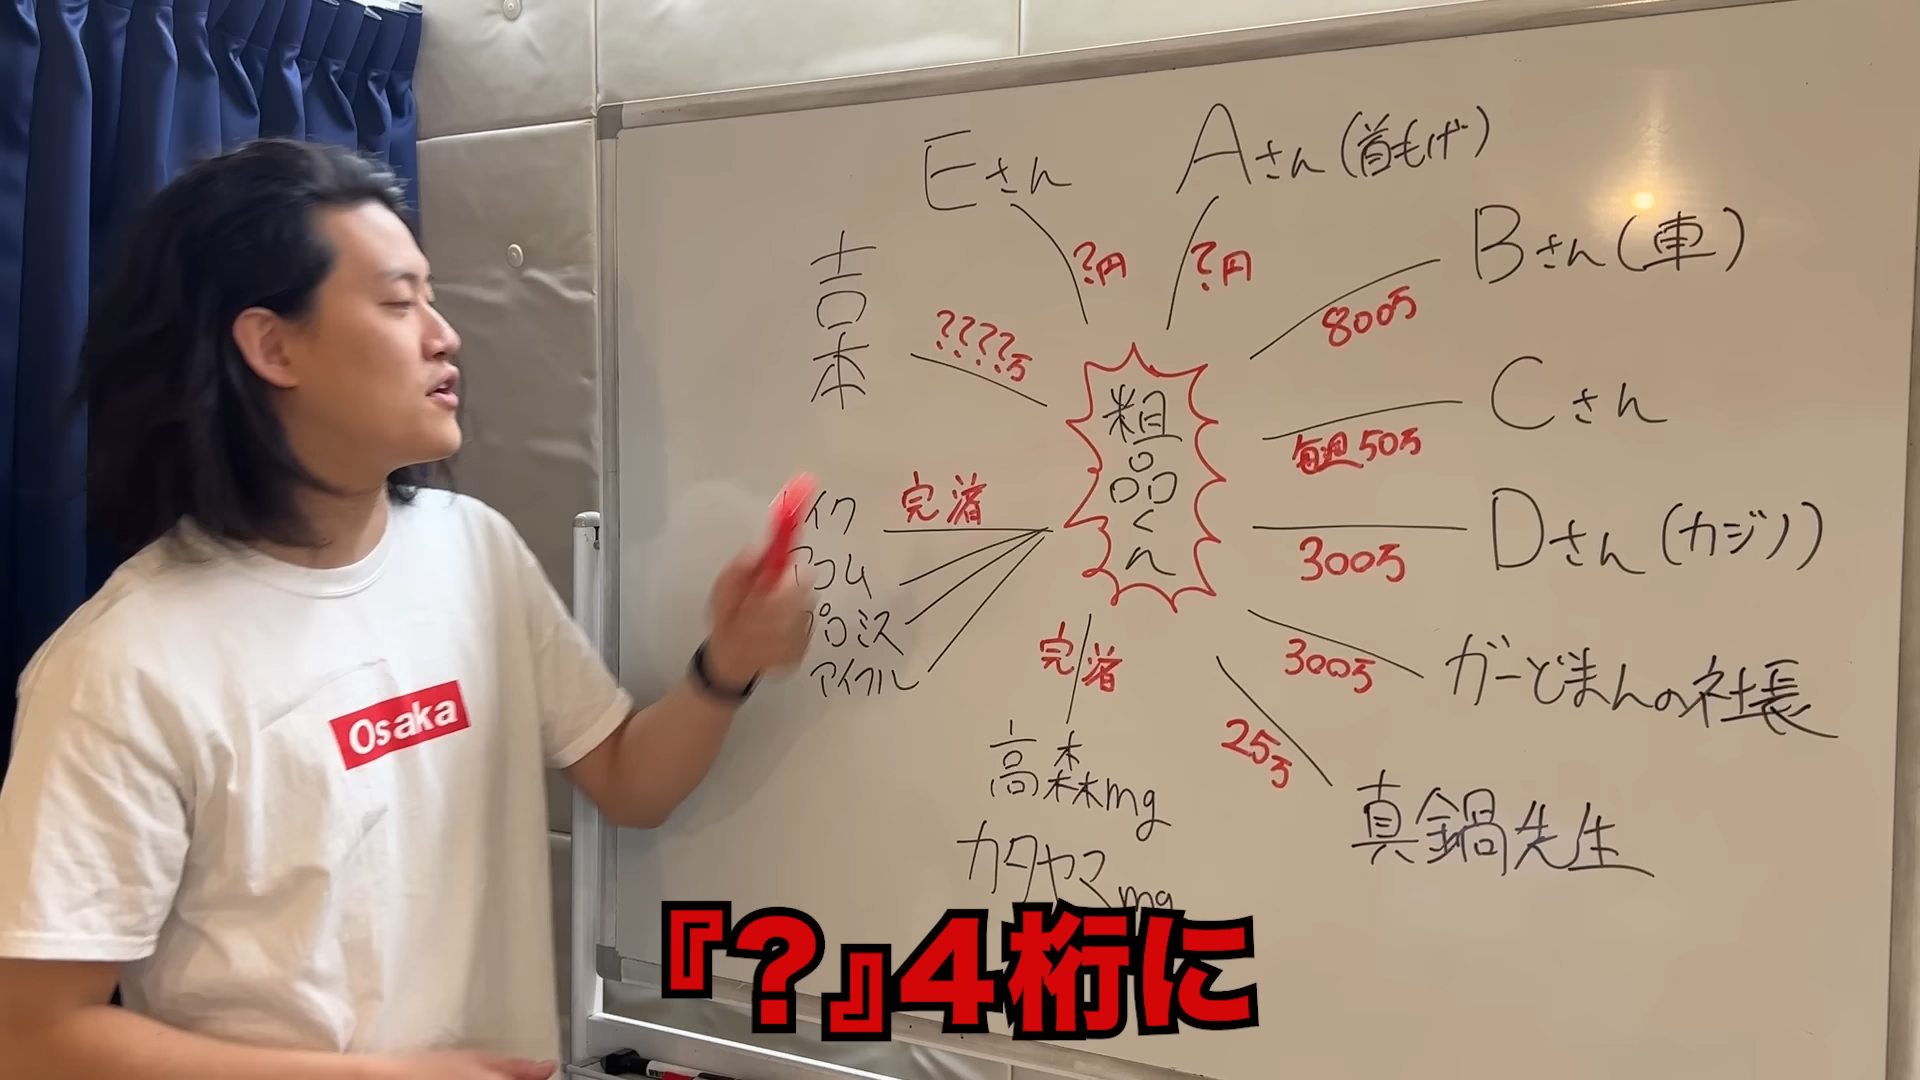 Eさん
Aさん(首もげ)
?円
?円
Bさん(車)
800万
吉本
????万
粗品くん
Cさん
毎週50万
レイク
完済
アコム
プロミス
アイフル
Dさん(カジノ)
300万
ガーどまんの社長
300万
完済
25万
真鍋先生
高森mg
カタヤマmg
Osaka
『?』4桁に